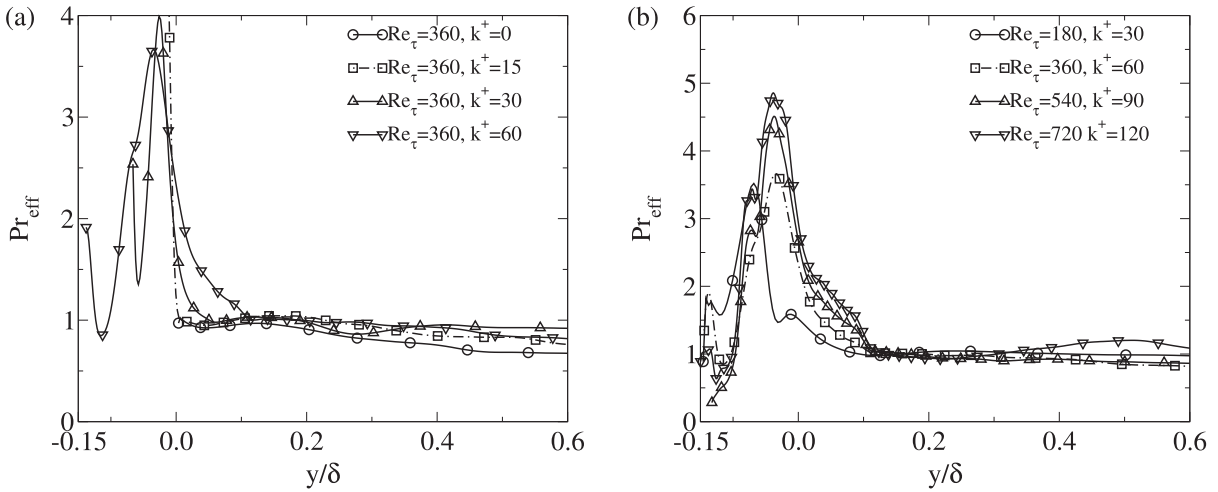 (a)
4
3
2
1
0
-0.15
0.0
0.2
0.4
0.6
y/δ
Pr_eff
Re_τ=360, k^+=0
Re_τ=360, k^+=15
Re_τ=360, k^+=30
Re_τ=360, k^+=60
(b)
6
5
4
3
2
1
0
-0.15
0.0
0.2
0.4
0.6
y/δ
Pr_eff
Re_τ=180, k^+=30
Re_τ=360, k^+=60
Re_τ=540, k^+=90
Re_τ=720 k^+=120